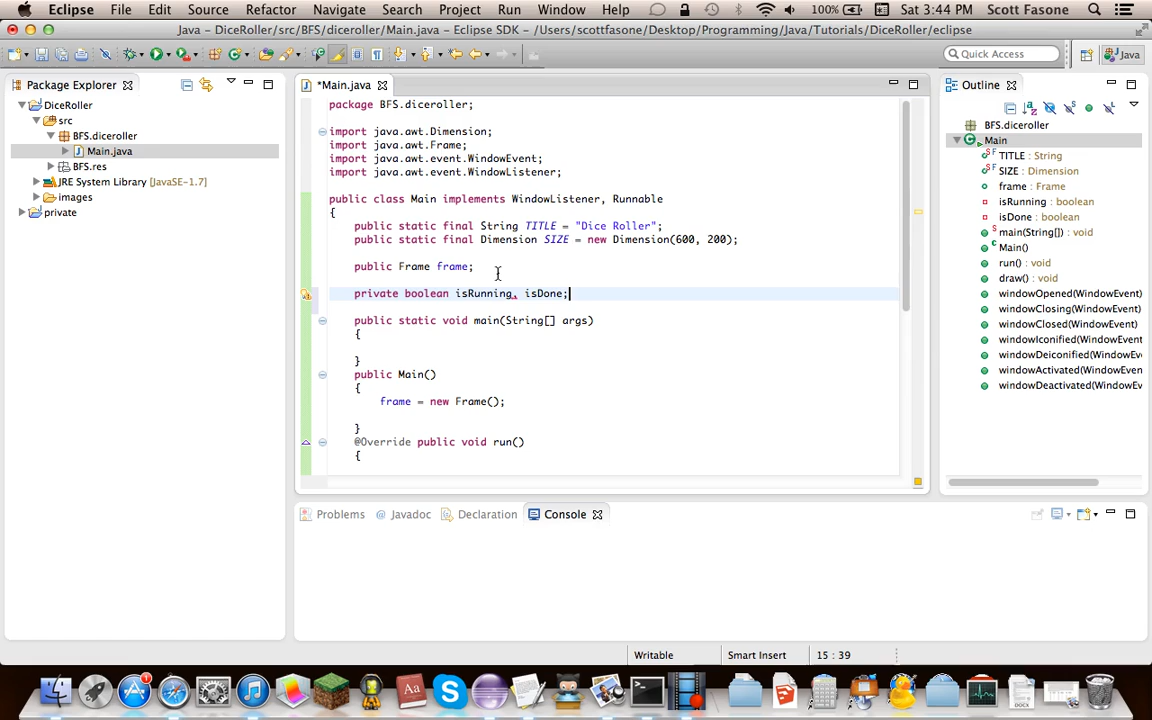 Eclipse File Edit Source Refactor Navigate Search Project Run Window Help 100% Sat 3:44 PM Scott Fasone
Java – DiceRoller/src/BFS/diceroller/Main.java – Eclipse SDK – /Users/scottfasone/Desktop/Programming/Java/Tutorials/DiceRoller/eclipse
Quick Access Java
Package Explorer
DiceRoller
src
BFS.diceroller
Main.java
BFS.res
JRE System Library [JavaSE-1.7]
images
private
*Main.java
package BFS.diceroller;
import java.awt.Dimension;
import java.awt.Frame;
import java.awt.event.WindowEvent;
import java.awt.event.WindowListener;
public class Main implements WindowListener, Runnable
{
public static final String TITLE = "Dice Roller";
public static final Dimension SIZE = new Dimension(600, 200);
public Frame frame;
private boolean isRunning, isDone;
public static void main(String[] args)
{
}
public Main()
{
frame = new Frame();
}
@Override public void run()
{
Outline
BFS.diceroller
Main
TITLE : String
SIZE : Dimension
frame : Frame
isRunning : boolean
isDone : boolean
main(String[]) : void
Main()
run() : void
draw() : void
windowOpened(WindowEvent)
windowClosing(WindowEvent)
windowClosed(WindowEvent)
windowIconified(WindowEvent)
windowDeiconified(WindowEv
windowActivated(WindowEven
windowDeactivated(WindowEv
Problems Javadoc Declaration Console
Writable Smart Insert 15 : 39